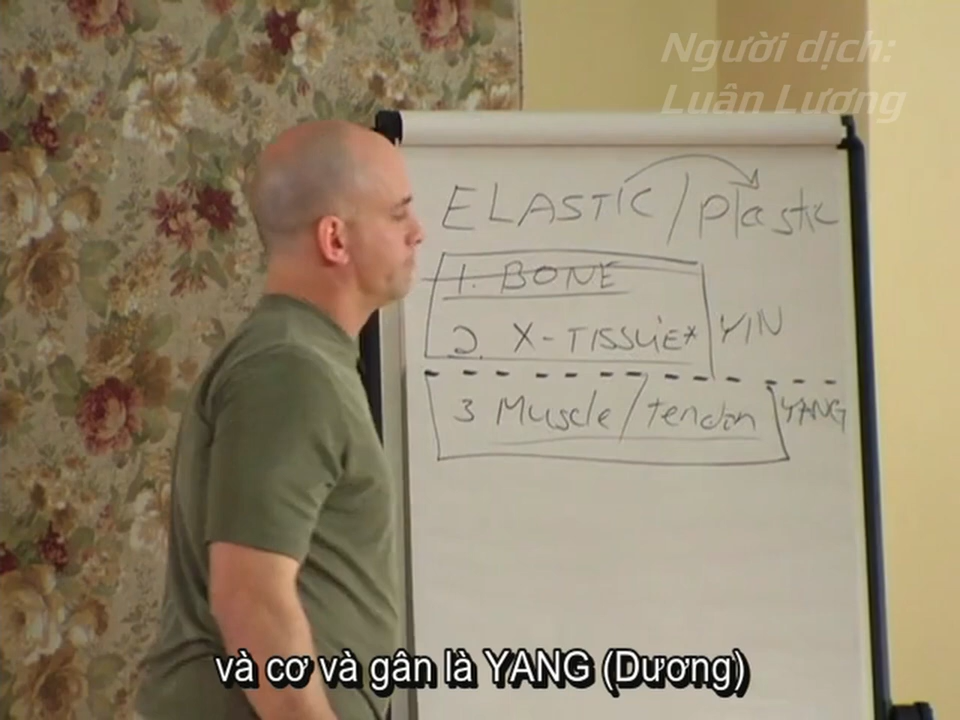 Người dịch:
Luân Lương
ELASTIC / plastic
1. BONE
2. X-TISSUE* YIN
3 Muscle/tendon YANG
và cơ và gân là YANG (Dương)